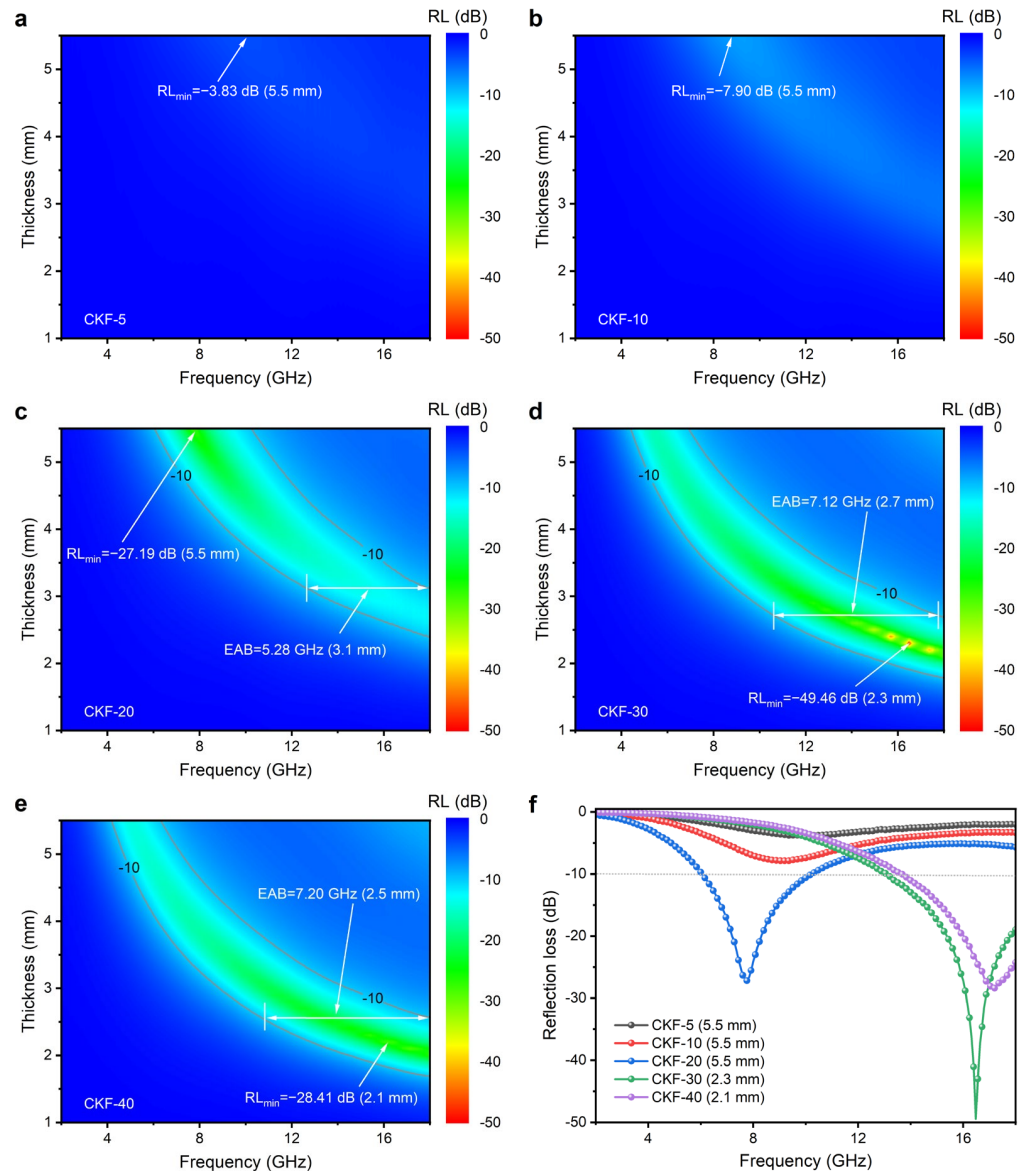 a
RL (dB)
0
-10
-20
-30
-40
-50
5
4
3
2
1
Thickness (mm)
RLmin=−3.83 dB (5.5 mm)
CKF-5
4
8
12
16
Frequency (GHz)
b
RL (dB)
0
-10
-20
-30
-40
-50
5
4
3
2
1
Thickness (mm)
RLmin=−7.90 dB (5.5 mm)
CKF-10
4
8
12
16
Frequency (GHz)
c
RL (dB)
0
-10
-20
-30
-40
-50
5
4
3
2
1
Thickness (mm)
-10
RLmin=−27.19 dB (5.5 mm)
-10
EAB=5.28 GHz (3.1 mm)
CKF-20
4
8
12
16
Frequency (GHz)
d
RL (dB)
0
-10
-20
-30
-40
-50
5
4
3
2
1
Thickness (mm)
-10
EAB=7.12 GHz (2.7 mm)
-10
RLmin=−49.46 dB (2.3 mm)
CKF-30
4
8
12
16
Frequency (GHz)
e
RL (dB)
0
-10
-20
-30
-40
-50
5
4
3
2
1
Thickness (mm)
-10
EAB=7.20 GHz (2.5 mm)
-10
RLmin=−28.41 dB (2.1 mm)
CKF-40
4
8
12
16
Frequency (GHz)
f
0
-10
-20
-30
-40
-50
Reflection loss (dB)
CKF-5 (5.5 mm)
CKF-10 (5.5 mm)
CKF-20 (5.5 mm)
CKF-30 (2.3 mm)
CKF-40 (2.1 mm)
4
8
12
16
Frequency (GHz)